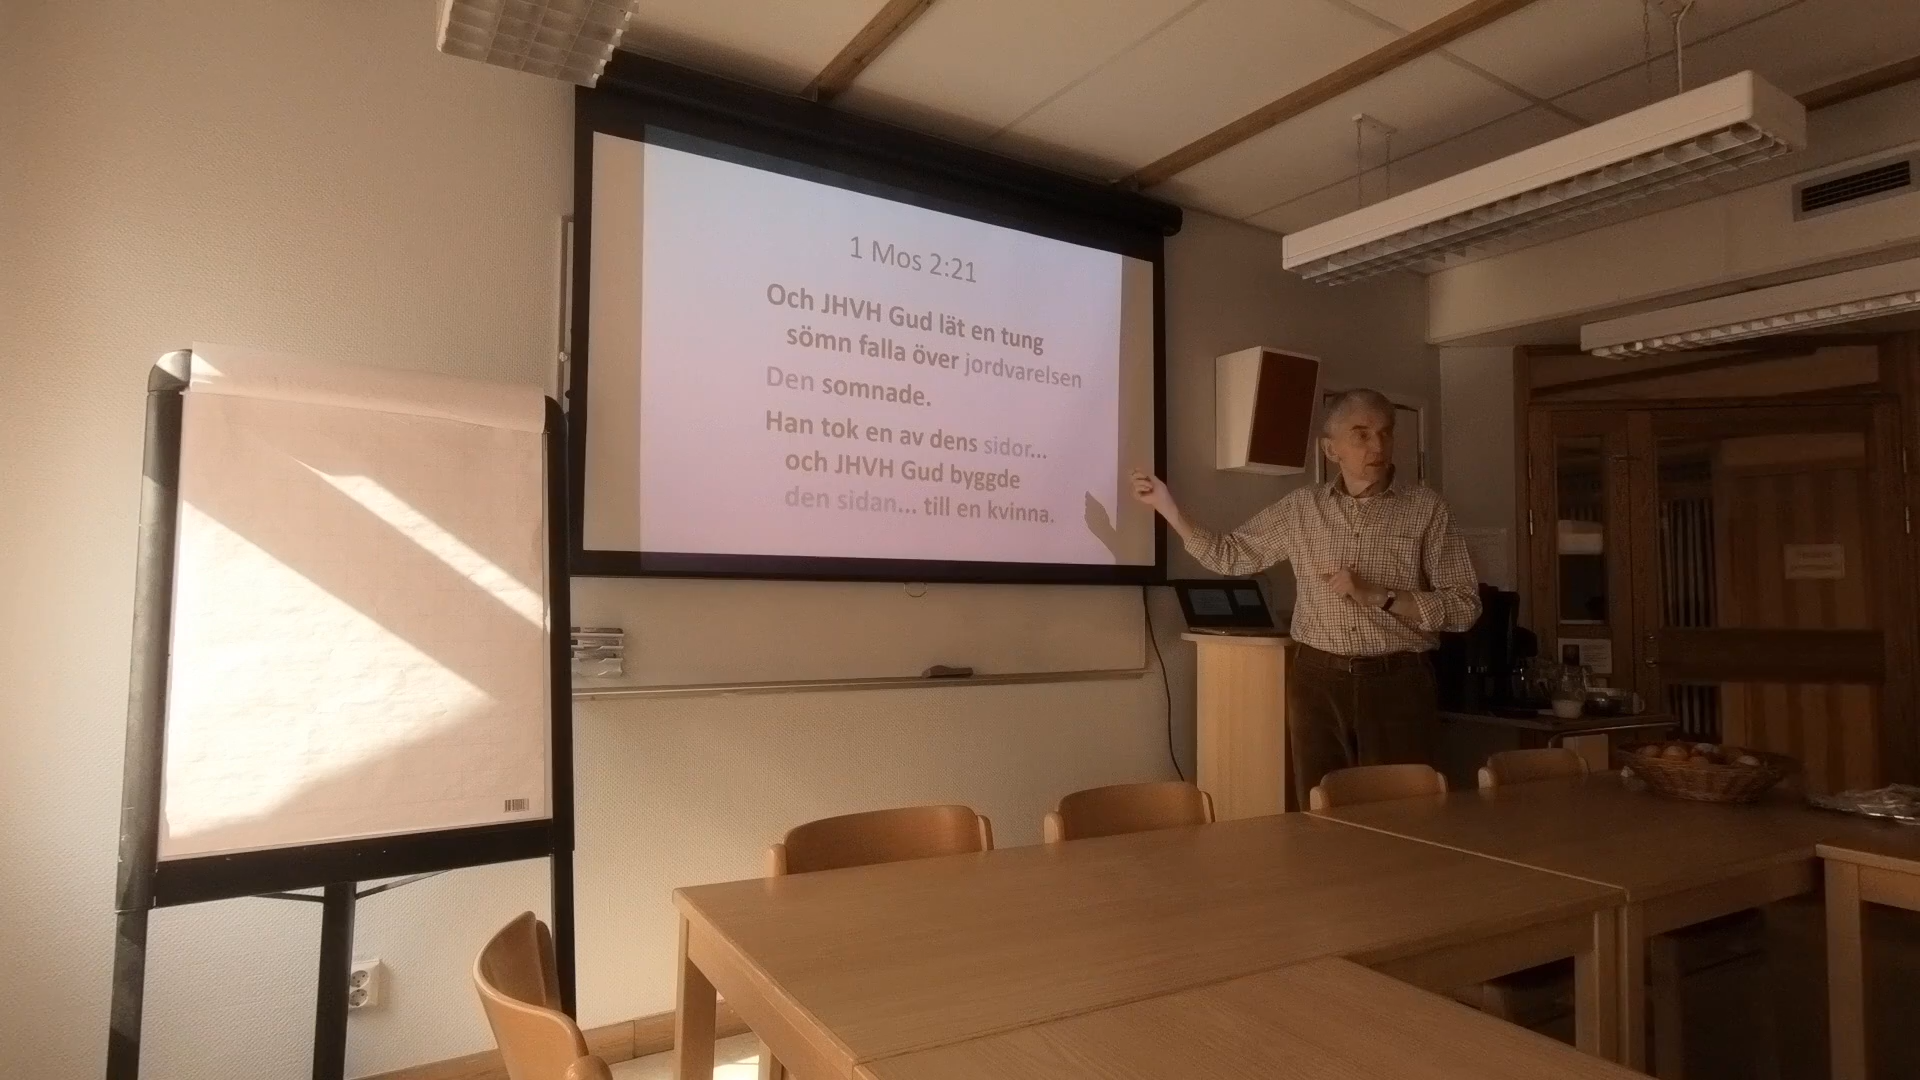 1 Mos 2:21
Och JHVH Gud lät en tung
sömn falla över jordvarelsen
Den somnade.
Han tok en av dens sidor...
och JHVH Gud byggde
den sidan... till en kvinna.